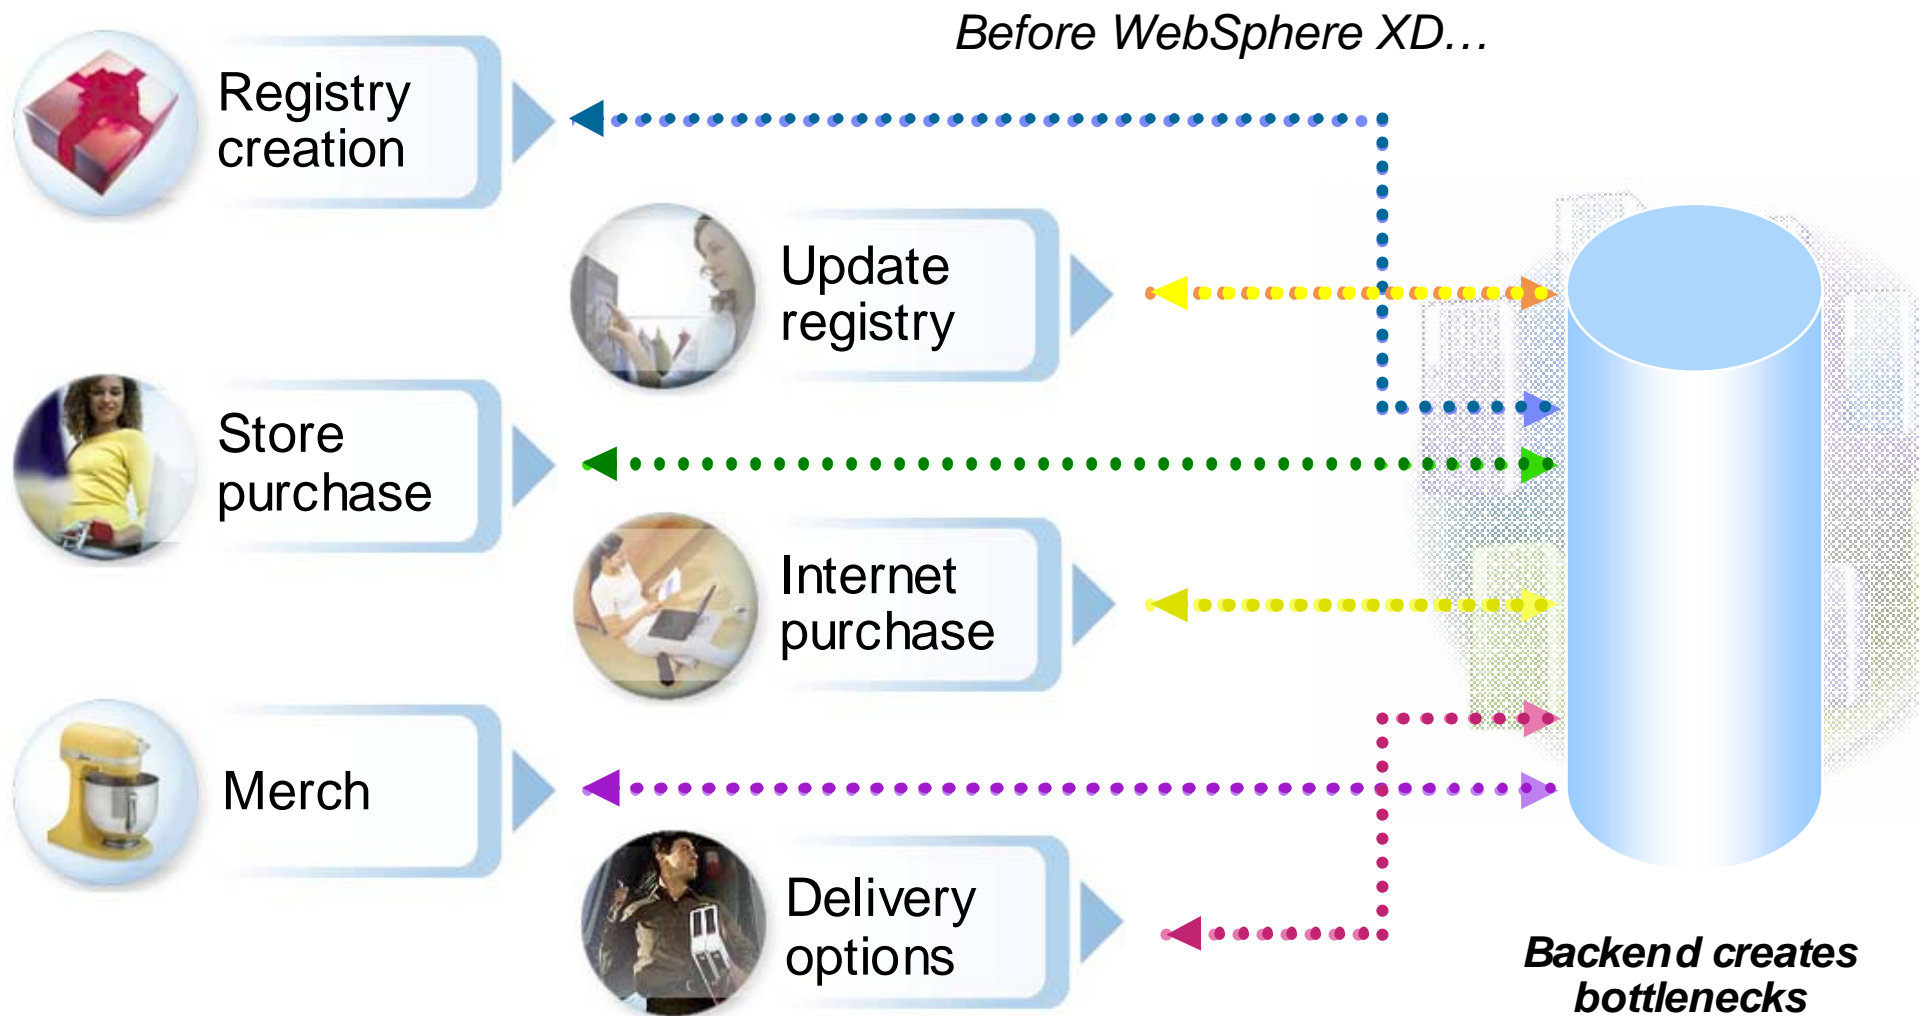 Before WebSphere XD…
Registry
creation
Update
registry
Store
purchase
Internet
purchase
Merch
Delivery
options
Backend creates
bottlenecks